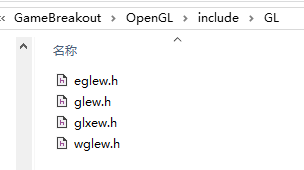 « GameBreakout > OpenGL > include > GL
名称
eglew.h
glew.h
glxew.h
wglew.h